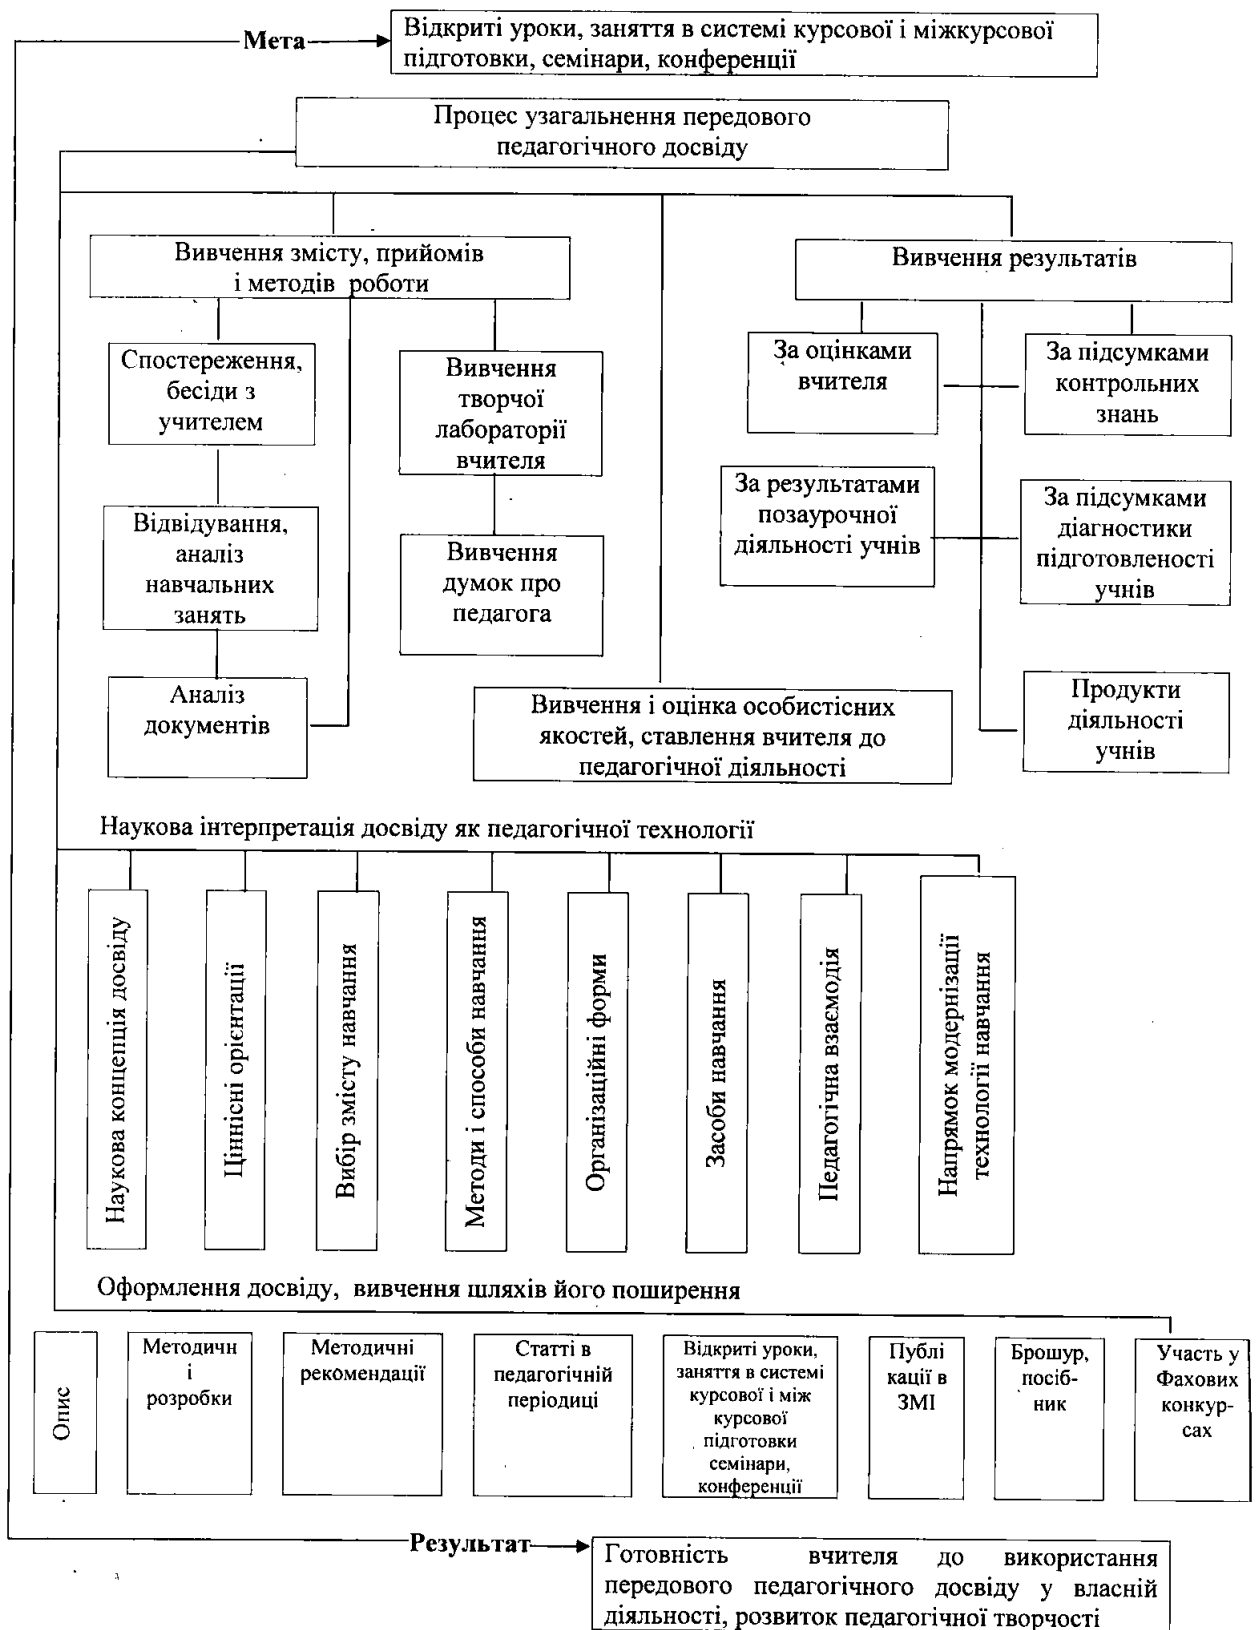 Мета
Відкриті уроки, заняття в системі курсової і міжкурсової
підготовки, семінари, конференції
Процес узагальнення передового
педагогічного досвіду
Вивчення змісту, прийомів
і методів роботи
Вивчення результатів
Спостереження,
бесіди з
учителем
Вивчення
творчої
лабораторії
вчителя
За оцінками
вчителя
За підсумками
контрольних
знань
Відвідування,
аналіз
навчальних
занять
Вивчення
думок про
педагога
За результатами
позаурочної
діяльності учнів
За підсумками
діагностики
підготовленості
учнів
Аналіз
документів
Вивчення і оцінка особистісних
якостей, ставлення вчителя до
педагогічної діяльності
Продукти
діяльності
учнів
Наукова інтерпретація досвіду як педагогічної технології
Наукова концепція досвіду
Ціннісні орієнтації
Вибір змісту навчання
Методи і способи навчання
Організаційні форми
Засоби навчання
Педагогічна взаємодія
Напрямок модернізації
технології навчання
Оформлення досвіду, вивчення шляхів його поширення
Опис
Методичн
і
розробки
Методичні
рекомендації
Статті в
педагогічній
періодиці
Відкриті уроки,
заняття в системі
курсової і між
курсової
підготовки
семінари,
конференції
Публі
кації в
ЗМІ
Брошур,
посіб-
ник
Участь у
Фахових
конкур-
сах
Результат
Готовність вчителя до використання
передового педагогічного досвіду у власній
діяльності, розвиток педагогічної творчості